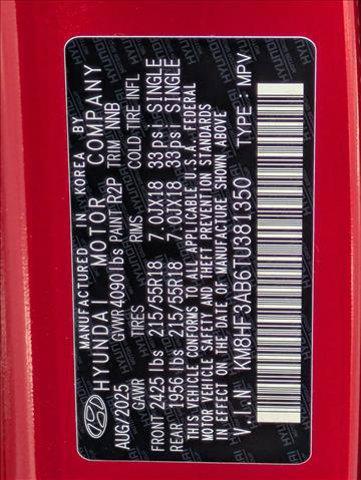 MANUFACTURED IN KOREA BY
HYUNDAI MOTOR COMPANY
AUG/2025 GVWR 4090 lbs PAINT R2P TRIM NNB
GAWR TIRES RIMS COLD TIRE INFL
FRONT 2425 lbs 215/55R18 7.0JX18 33psi SINGLE
REAR 1956 lbs 215/55R18 7.0JX18 33psi SINGLE
THIS VEHICLE CONFORMS TO ALL APPLICABLE U.S.A. FEDERAL
MOTOR VEHICLE SAFETY AND THEFT PREVENTION STANDARDS
IN EFFECT ON THE DATE OF MANUFACTURE SHOWN ABOVE.
V.I.N KM8HF3AB6TU381350 TYPE: MPV